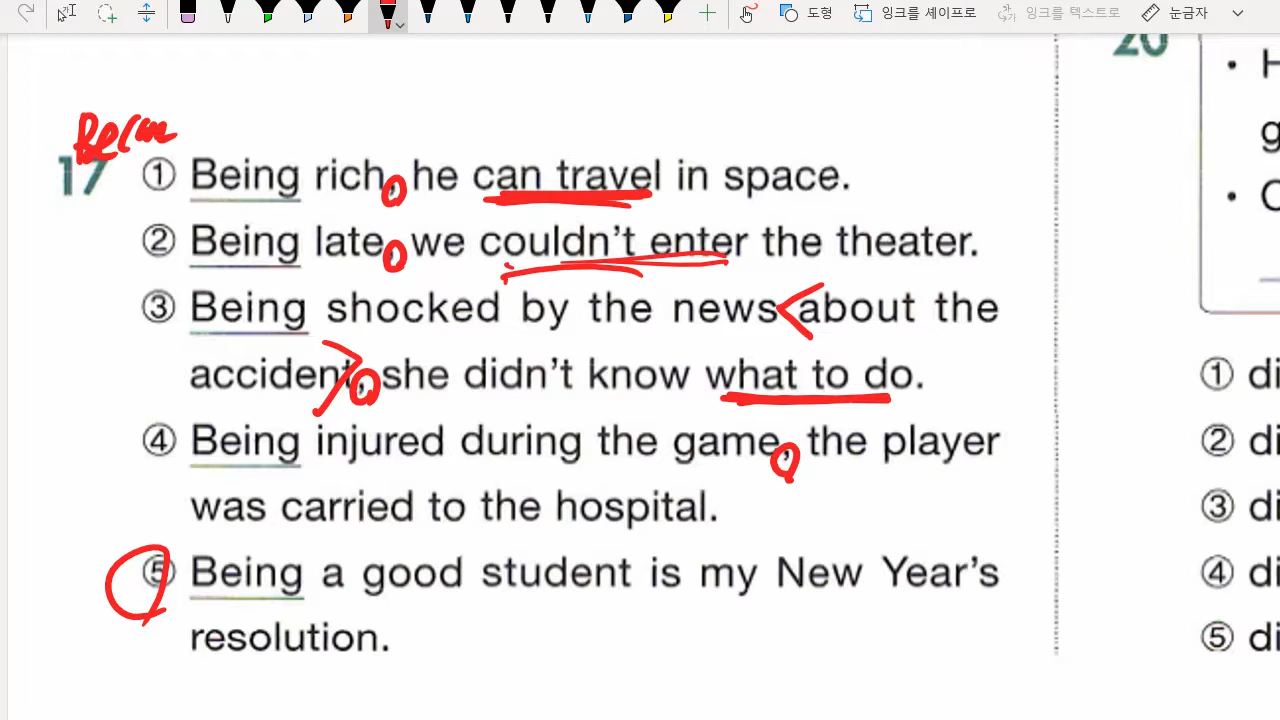 도형 잉크를 셰이프로 잉크를 텍스트로 눈금자
17
① Being rich, he can travel in space.
② Being late, we couldn't enter the theater.
③ Being shocked by the news about the
accident, she didn't know what to do.
④ Being injured during the game, the player
was carried to the hospital.
⑤ Being a good student is my New Year's
resolution.
20
• H
g
• C
① di
② di
③ di
④ di
⑤ di